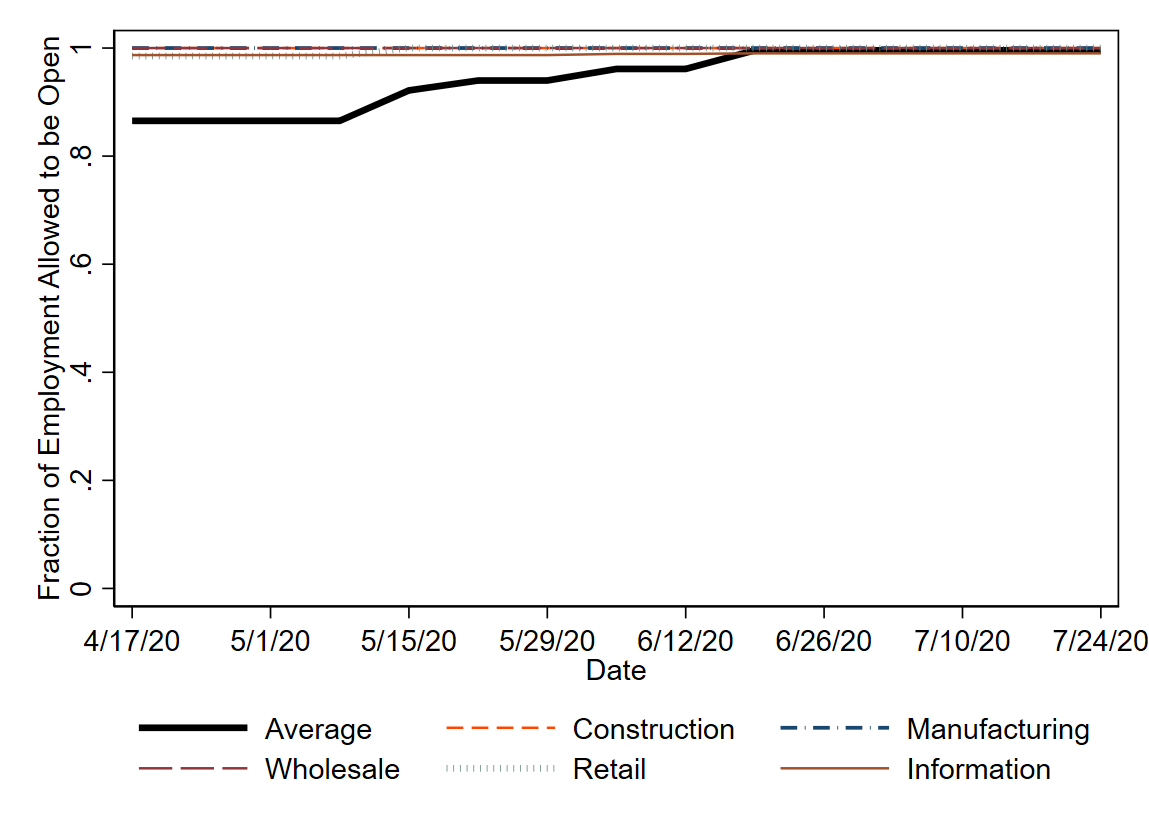 Fraction of Employment Allowed to be Open
1
.8
.6
.4
.2
0
4/17/20 5/1/20 5/15/20 5/29/20 6/12/20 6/26/20 7/10/20 7/24/20
Date
Average Construction Manufacturing
Wholesale Retail Information